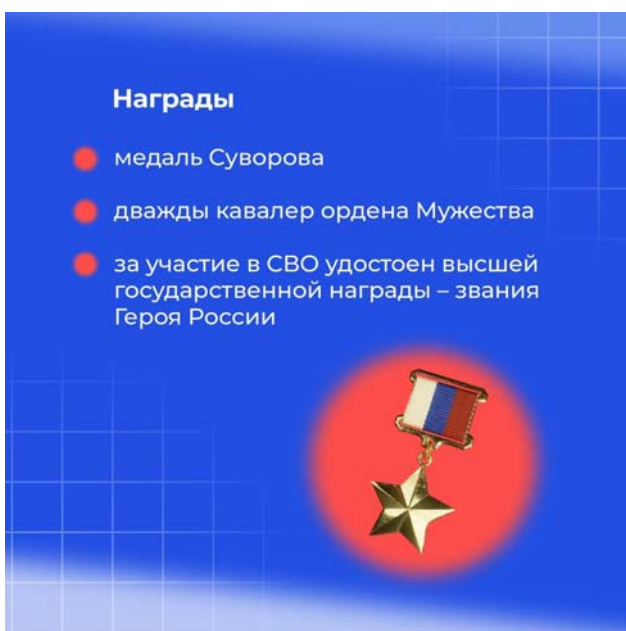 Награды
медаль Суворова
дважды кавалер ордена Мужества
за участие в СВО удостоен высшей
государственной награды – звания
Героя России